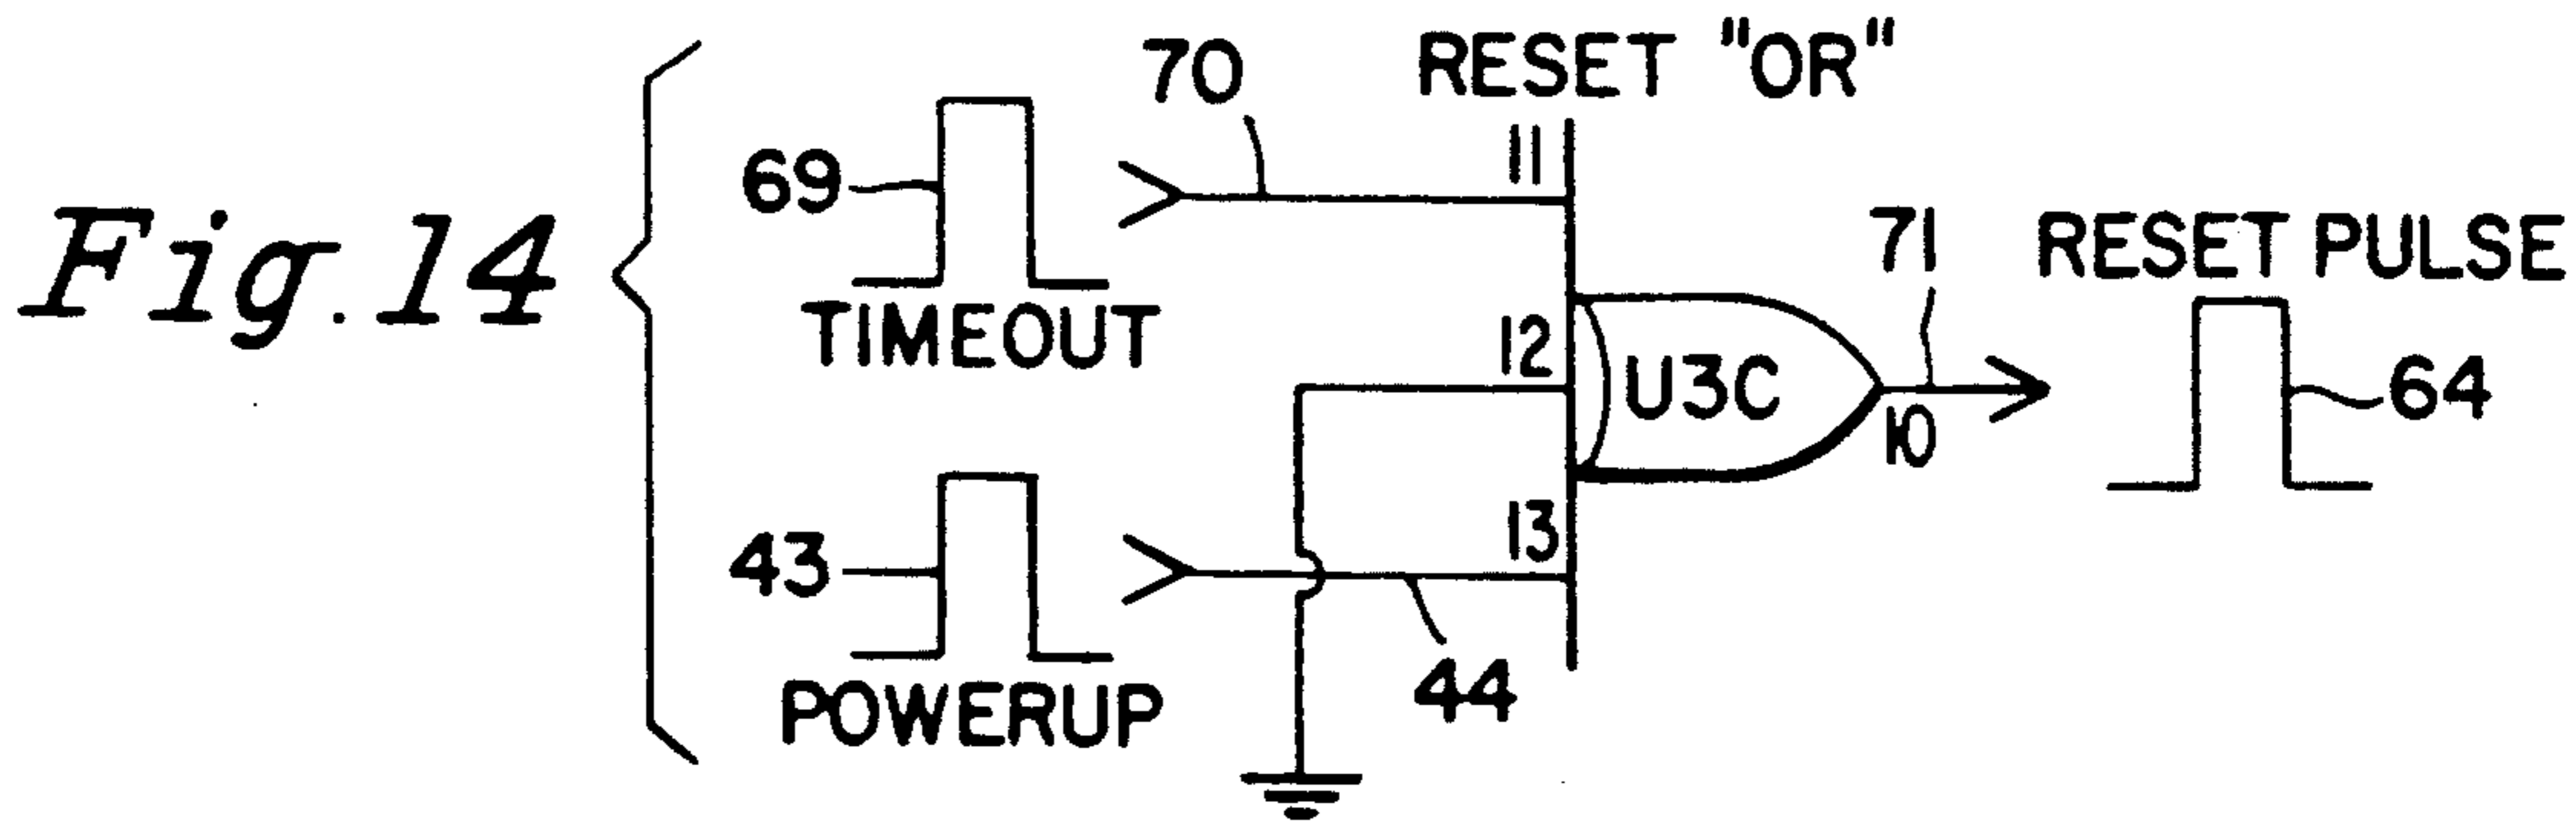 Fig. 14
70
RESET "OR"
11
69
TIMEOUT
71
RESET PULSE
12
U3C
10
64
43
13
POWERUP
44